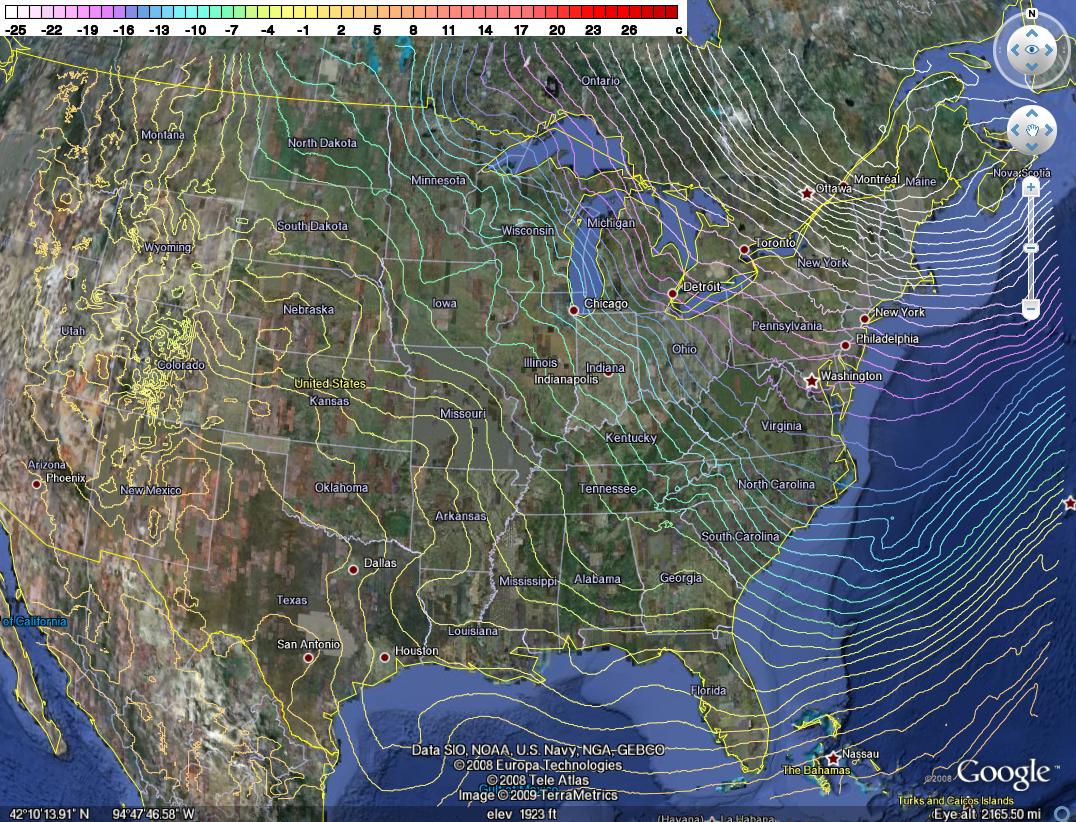 -25 -22 -19 -16 -13 -10 -7 -4 -1 2 5 8 11 14 17 20 23 26 c
N
Ontario
Montana
North Dakota
Minnesota
Ottawa
Montréal
Maine
Nova Scotia
South Dakota
Wisconsin
Michigan
Wyoming
Toronto
New York
Detroit
Nebraska
Iowa
Chicago
New York
Utah
Pennsylvania
Philadelphia
Colorado
Illinois
Indiana
Ohio
Indianapolis
Washington
United States
Kansas
Missouri
Kentucky
Virginia
Arizona
Phoenix
New Mexico
Oklahoma
Tennessee
North Carolina
Arkansas
South Carolina
Dallas
Mississippi
Alabama
Georgia
Texas
of California
Louisiana
San Antonio
Houston
Florida
Data SIO, NOAA, U.S. Navy, NGA, GEBCO
© 2008 Europa Technologies
© 2008 Tele Atlas
Image © 2009 TerraMetrics
Nassau
The Bahamas
©2008 Google™
Turks and Caicos Islands
42°10'13.91" N 94°47'46.58" W
elev 1923 ft
(Havana) La Habana
Eye alt 2165.50 mi